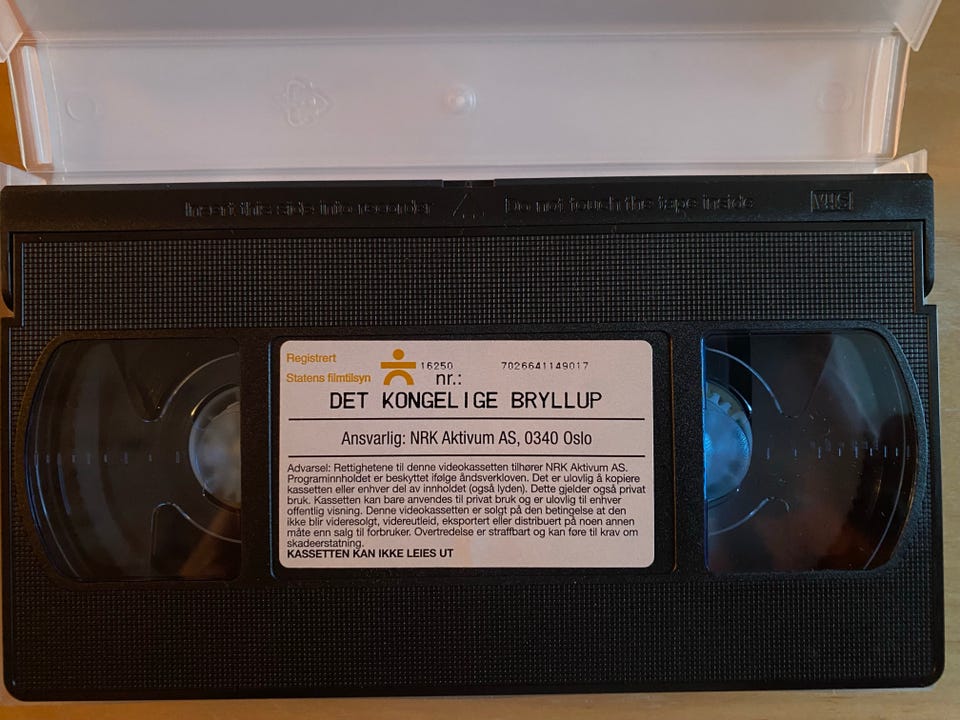 Insert this side into recorder Do not touch the tape inside VHS
Registrert
Statens filmtilsyn
16250 7026641149017
nr.:
DET KONGELIGE BRYLLUP
Ansvarlig: NRK Aktivum AS, 0340 Oslo
Advarsel: Rettighetene til denne videokassetten tilhører NRK Aktivum AS.
Programinnholdet er beskyttet ifølge åndsverkloven. Det er ulovlig å kopiere
kassetten eller enhver del av innholdet (også lyden). Dette gjelder også privat
bruk. Kassetten kan bare anvendes til privat bruk og er ulovlig til enhver
offentlig visning. Denne videokassetten er solgt på den betingelse at den
ikke blir videresolgt, videreutleid, eksportert eller distribuert på noen annen
måte enn salg til forbruker. Overtredelse er straffbart og kan føre til krav om
skadeerstatning.
KASSETTEN KAN IKKE LEIES UT